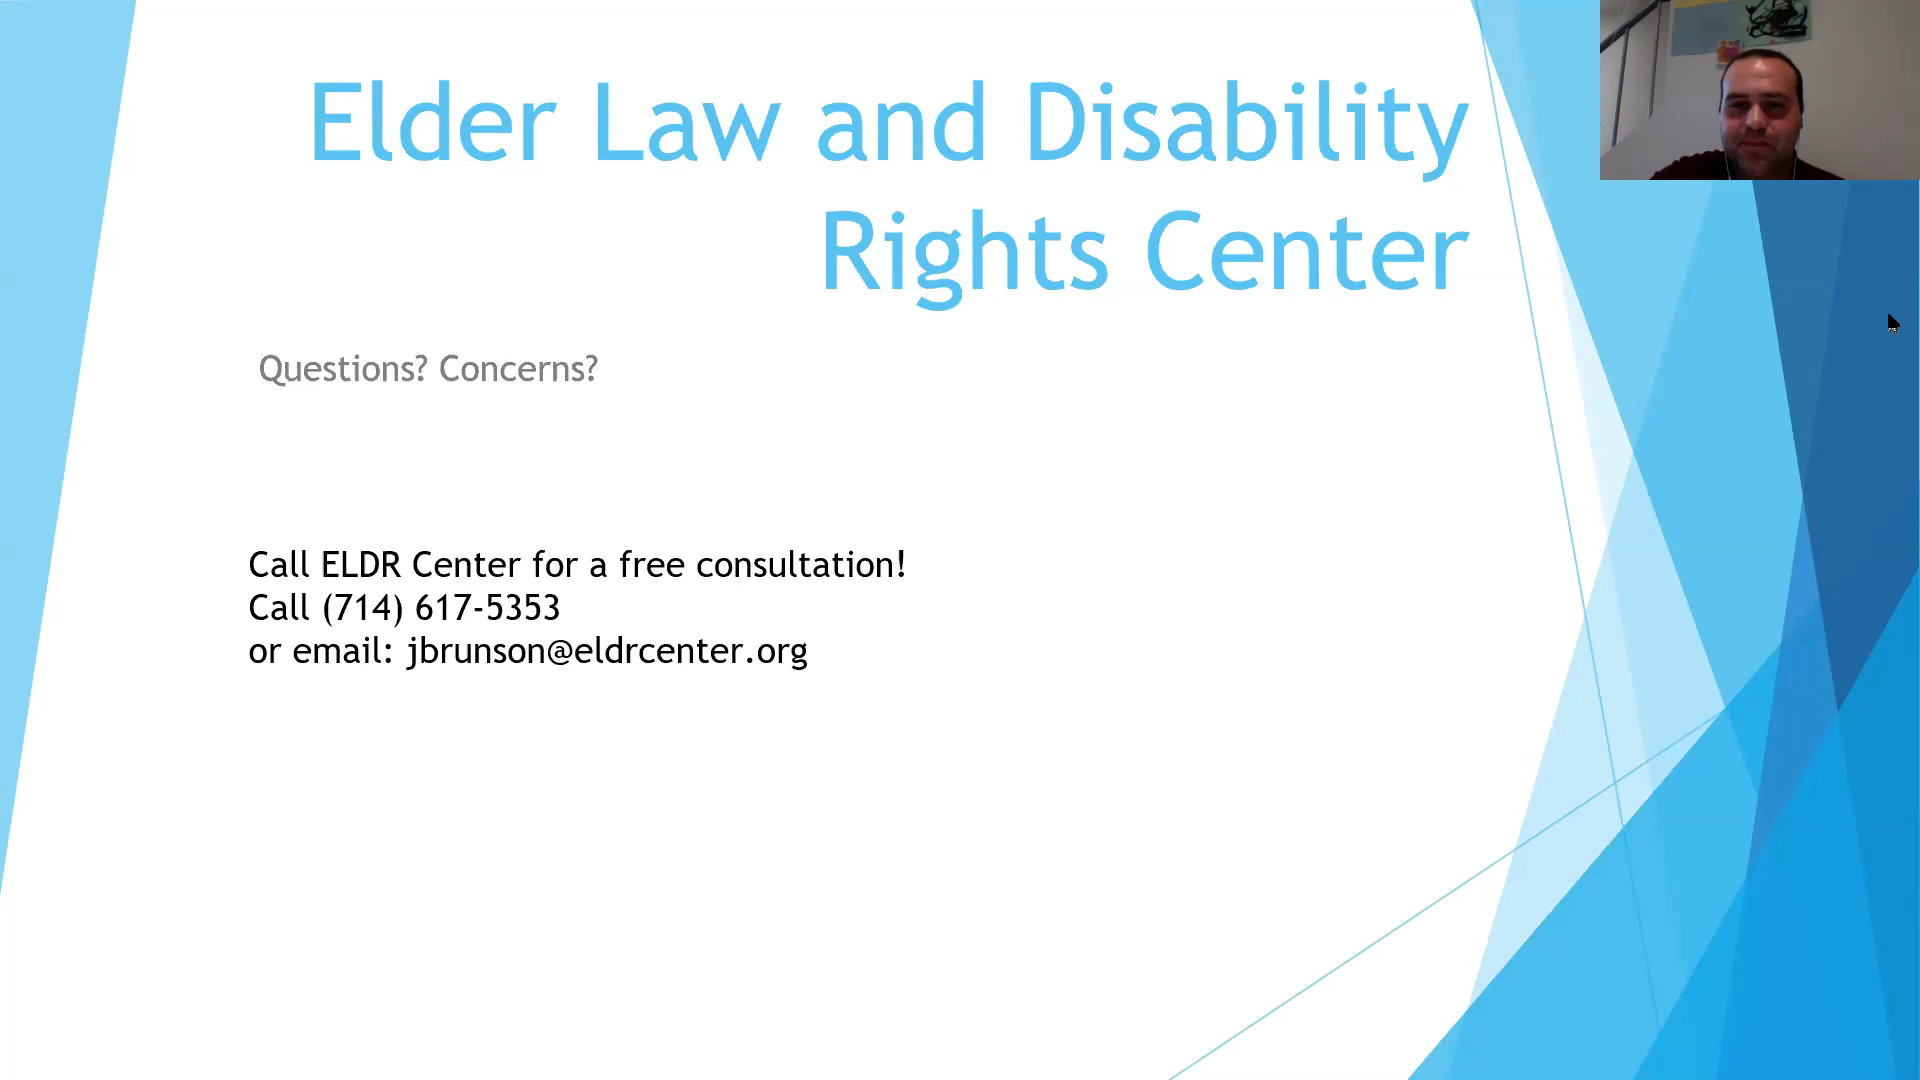 Elder Law and Disability
Rights Center
Questions? Concerns?
Call ELDR Center for a free consultation!
Call (714) 617-5353
or email: jbrunson@eldrcenter.org